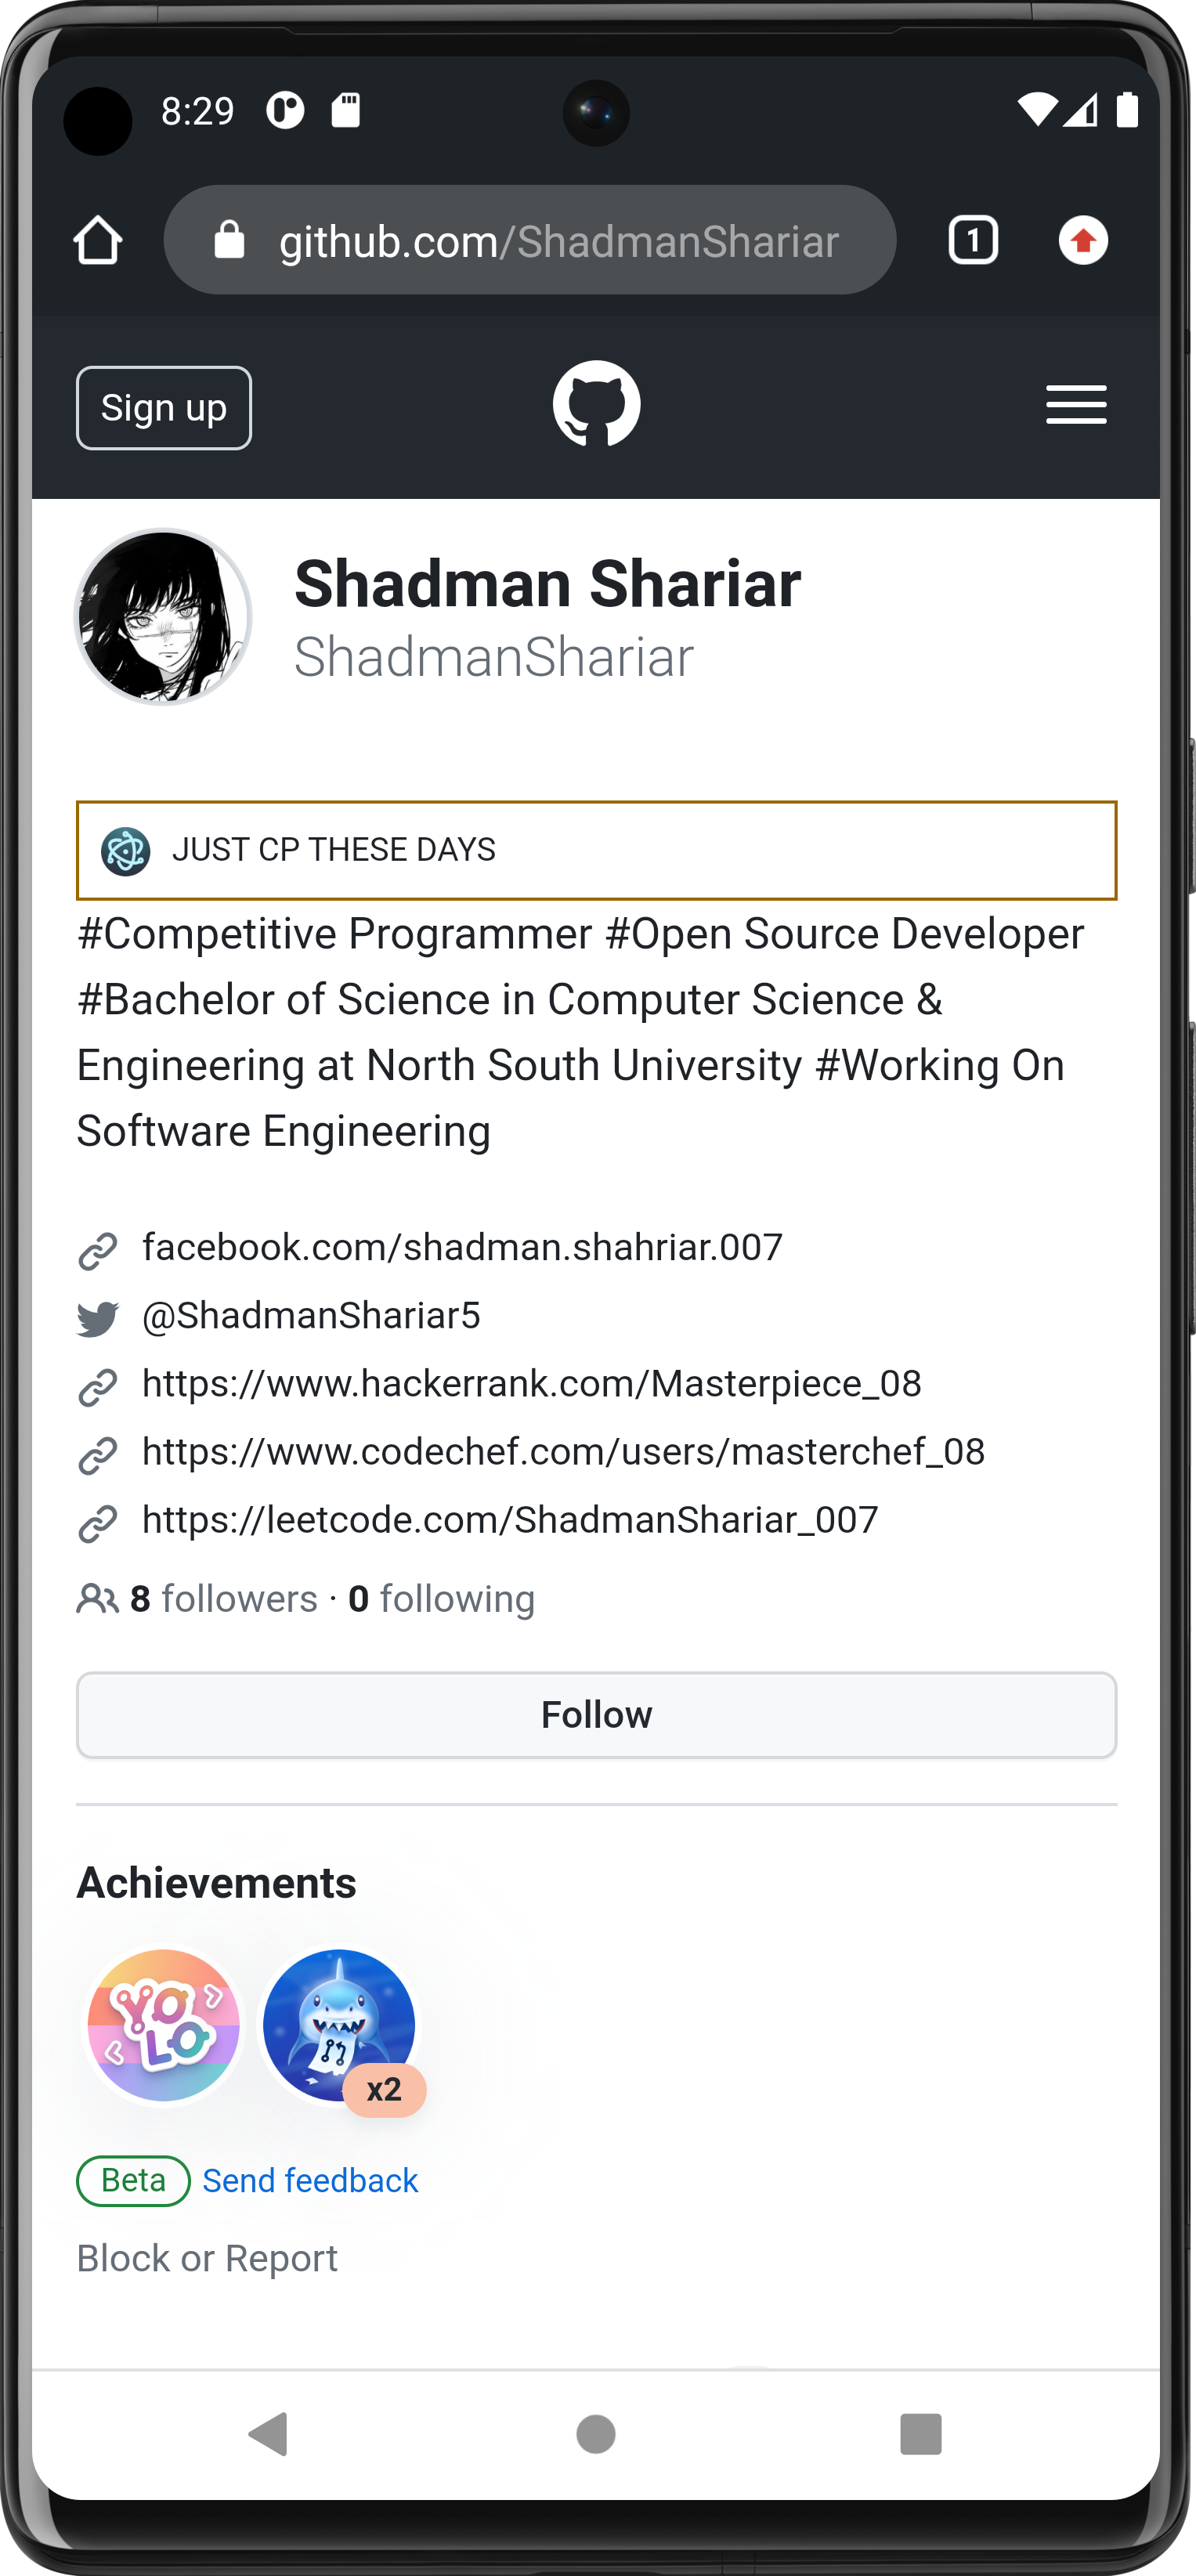 8:29
github.com/ShadmanShariar
1
Sign up
Shadman Shariar
ShadmanShariar
JUST CP THESE DAYS
#Competitive Programmer #Open Source Developer
#Bachelor of Science in Computer Science &
Engineering at North South University #Working On
Software Engineering
facebook.com/shadman.shahriar.007
@ShadmanShariar5
https://www.hackerrank.com/Masterpiece_08
https://www.codechef.com/users/masterchef_08
https://leetcode.com/ShadmanShariar_007
8 followers · 0 following
Follow
Achievements
YOLO
x2
Beta Send feedback
Block or Report